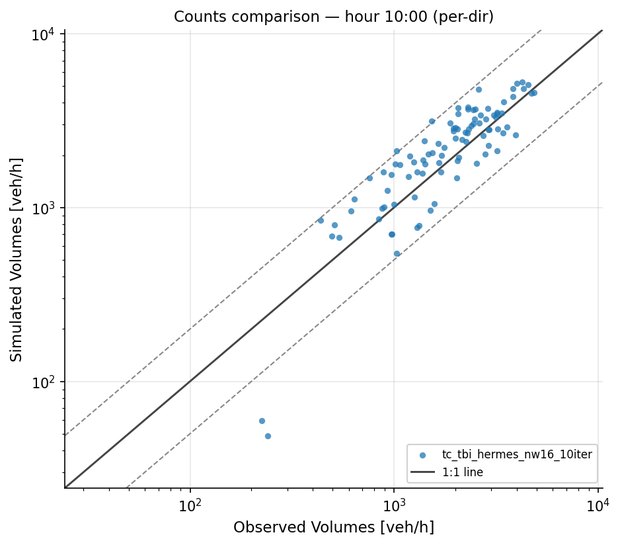 Counts comparison — hour 10:00 (per-dir)
Simulated Volumes [veh/h]
10⁴
10³
10²
10² 10³ 10⁴
Observed Volumes [veh/h]
tc_tbi_hermes_nw16_10iter
1:1 line